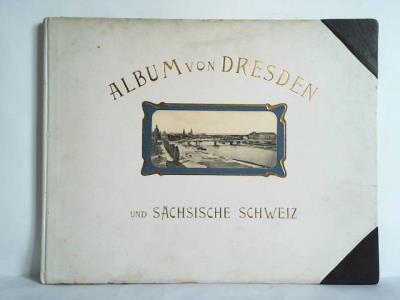 ALBUM VON DRESDEN
UND SÄCHSISCHE SCHWEIZ